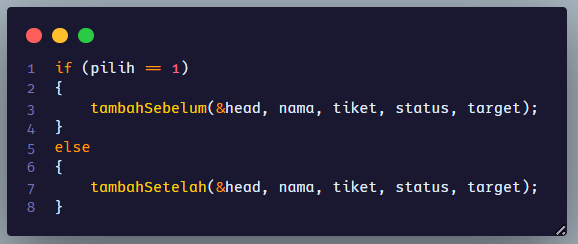 1 if (pilih == 1)
2 {
3     tambahSebelum(&head, nama, tiket, status, target);
4 }
5 else
6 {
7     tambahSetelah(&head, nama, tiket, status, target);
8 }